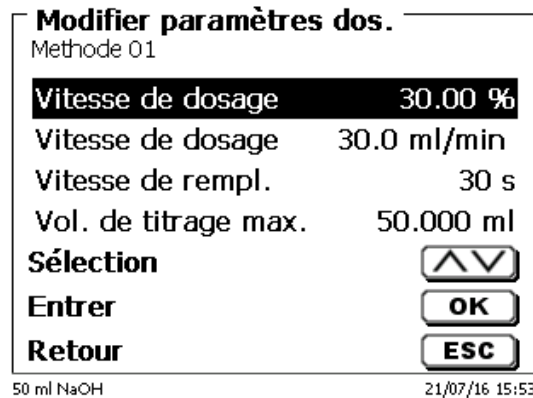 Modifier paramètres dos.
Methode 01
Vitesse de dosage 30.00 %
Vitesse de dosage 30.0 ml/min
Vitesse de rempl. 30 s
Vol. de titrage max. 50.000 ml
Sélection
Entrer OK
Retour ESC
50 ml NaOH 21/07/16 15:53